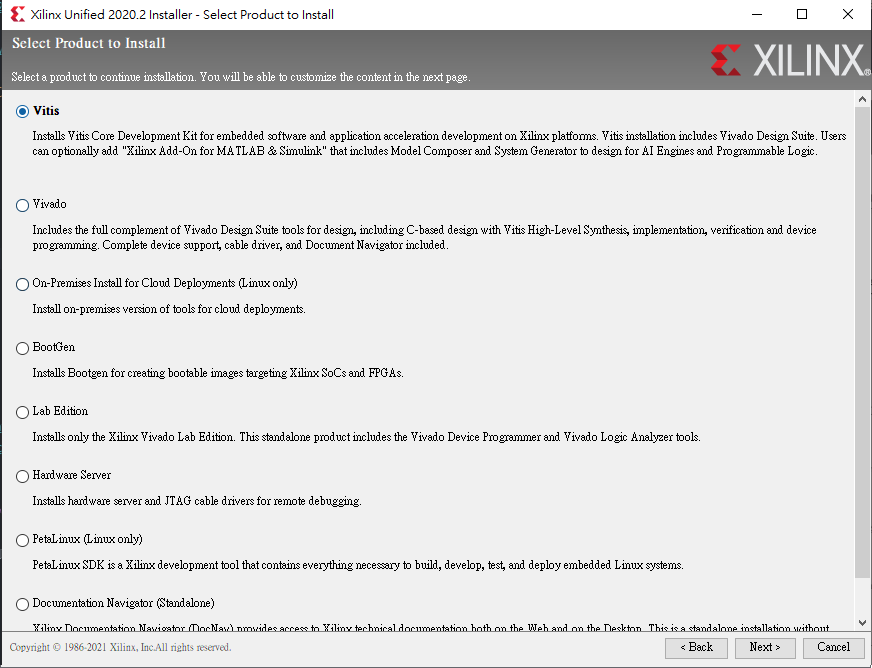 Xilinx Unified 2020.2 Installer - Select Product to Install
Select Product to Install
Select a product to continue installation. You will be able to customize the content in the next page.
XILINX®
Vitis
Installs Vitis Core Development Kit for embedded software and application acceleration development on Xilinx platforms. Vitis installation includes Vivado Design Suite. Users
can optionally add "Xilinx Add-On for MATLAB & Simulink" that includes Model Composer and System Generator to design for AI Engines and Programmable Logic.
Vivado
Includes the full complement of Vivado Design Suite tools for design, including C-based design with Vitis High-Level Synthesis, implementation, verification and device
programming. Complete device support, cable driver, and Document Navigator included.
On-Premises Install for Cloud Deployments (Linux only)
Install on-premises version of tools for cloud deployments.
BootGen
Installs Bootgen for creating bootable images targeting Xilinx SoCs and FPGAs.
Lab Edition
Installs only the Xilinx Vivado Lab Edition. This standalone product includes the Vivado Device Programmer and Vivado Logic Analyzer tools.
Hardware Server
Installs hardware server and JTAG cable drivers for remote debugging.
PetaLinux (Linux only)
PetaLinux SDK is a Xilinx development tool that contains everything necessary to build, develop, test, and deploy embedded Linux systems.
Documentation Navigator (Standalone)
Xilinx Documentation Navigator (DocNav) provides access to Xilinx technical documentation both on the Web and on the Desktop. This is a standalone installation without
Copyright © 1986-2021 Xilinx, Inc.All rights reserved.
< Back
Next >
Cancel